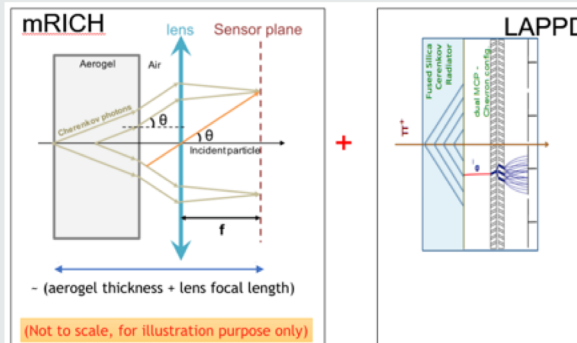 mRICH
lens
Sensor plane
Aerogel
Air
Cherenkov photons
θ
θ
Incident particle
f
~ (aerogel thickness + lens focal length)
(Not to scale, for illustration purpose only)
+
LAPPD
Fused Silica
Cerenkov
Radiator
dual MCP -
Chevron config.
π+
e-